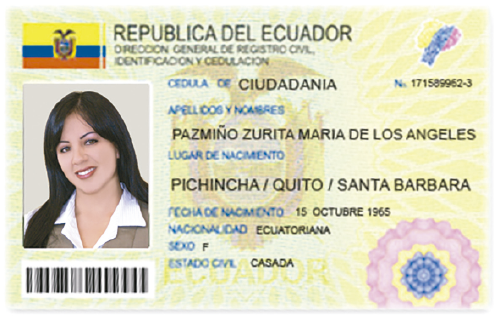 REPUBLICA DEL ECUADOR
DIRECCION GENERAL DE REGISTRO CIVIL,
IDENTIFICACION Y CEDULACION
CEDULA DE CIUDADANIA No. 171589962-3
APELLIDOS Y NOMBRES
PAZMIÑO ZURITA MARIA DE LOS ANGELES
LUGAR DE NACIMIENTO
PICHINCHA / QUITO / SANTA BARBARA
FECHA DE NACIMIENTO 15 OCTUBRE 1965
NACIONALIDAD ECUATORIANA
SEXO F
ESTADO CIVIL CASADA
ECUADOR